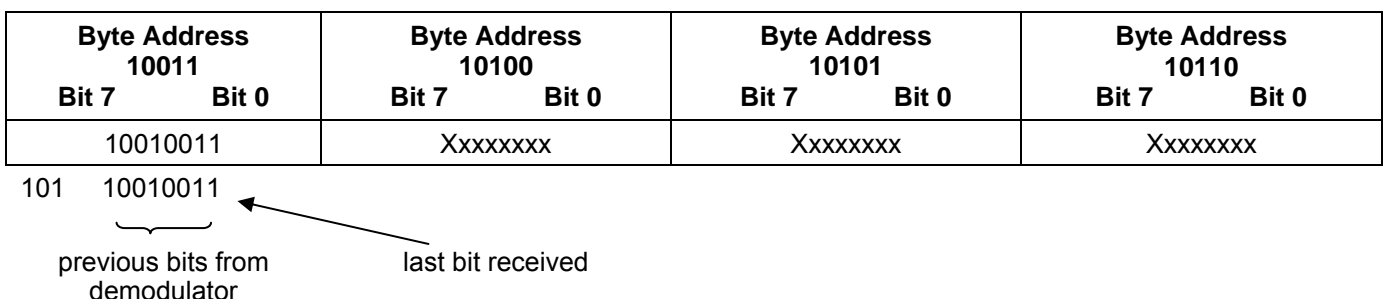 Byte Address Byte Address Byte Address Byte Address
10011 10100 10101 10110
Bit 7 Bit 0 Bit 7 Bit 0 Bit 7 Bit 0 Bit 7 Bit 0
10010011 Xxxxxxxx Xxxxxxxx Xxxxxxxx
101 10010011
previous bits from last bit received
demodulator